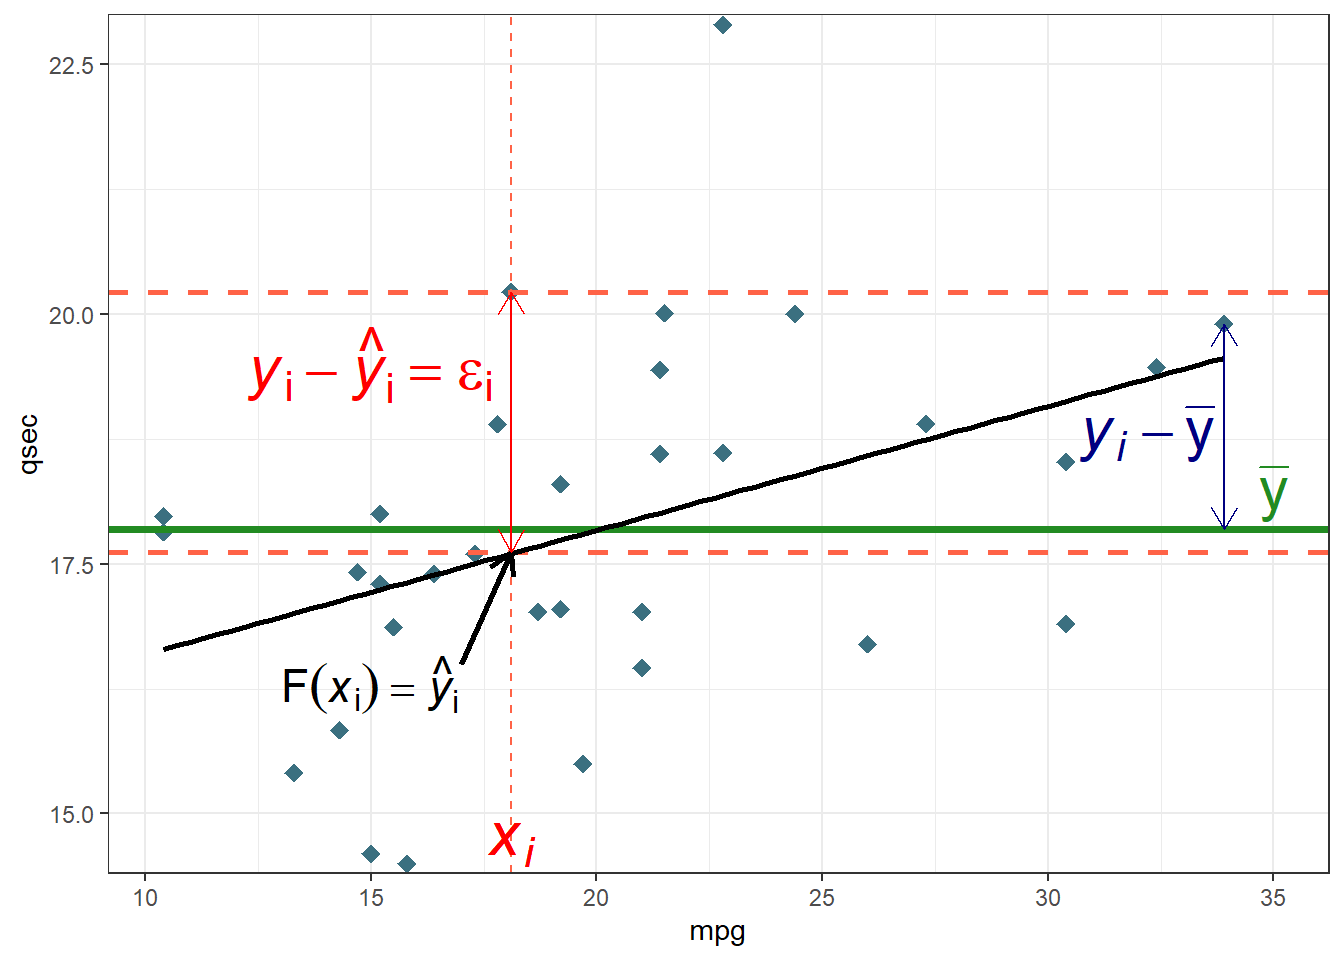 22.5
20.0
17.5
15.0
qsec
yᵢ − ŷᵢ = εᵢ
yᵢ − ȳ
ȳ
F(xᵢ) = ŷᵢ
xᵢ
10 15 20 25 30 35
mpg